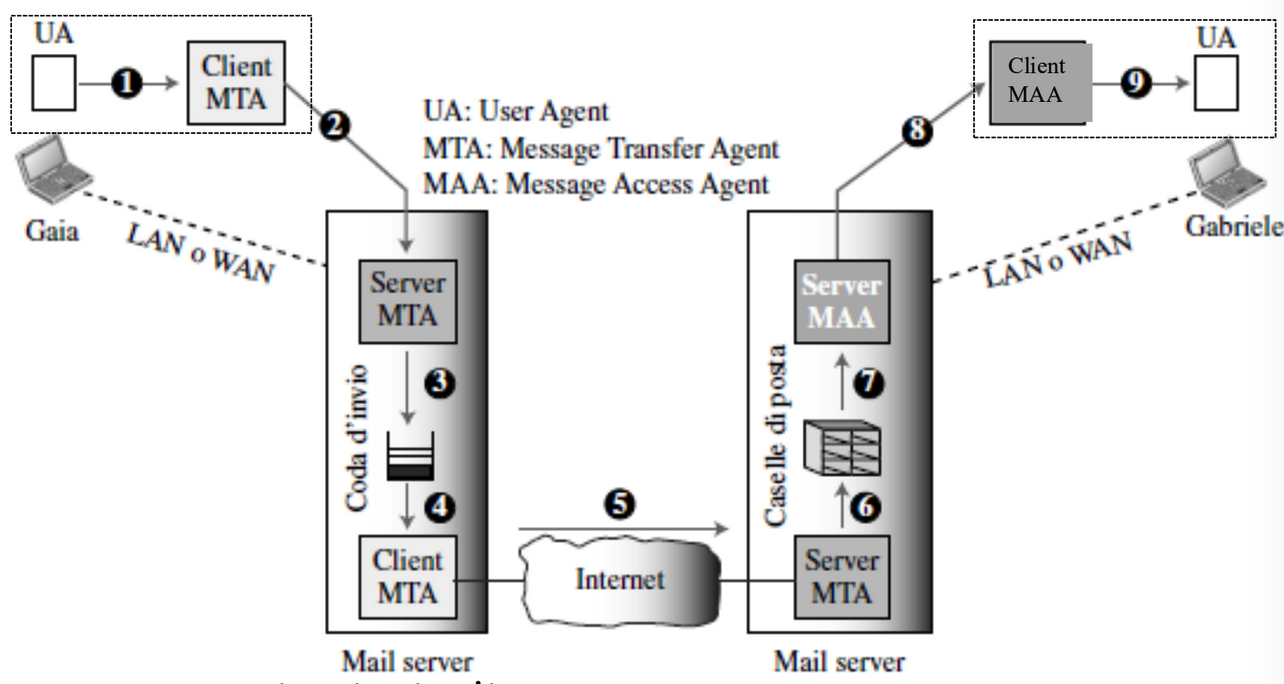 UA
1
Client
MTA
2
UA: User Agent
MTA: Message Transfer Agent
MAA: Message Access Agent
8
Client
MAA
9
UA
Gaia
LAN o WAN
Gabriele
LAN o WAN
Server
MTA
3
Coda d'invio
4
Client
MTA
Mail server
5
Internet
Server
MAA
7
Caselle di posta
6
Server
MTA
Mail server